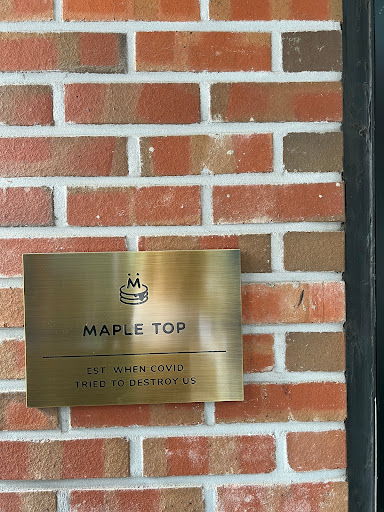 M̈
MAPLE TOP
EST. WHEN COVID
TRIED TO DESTROY US